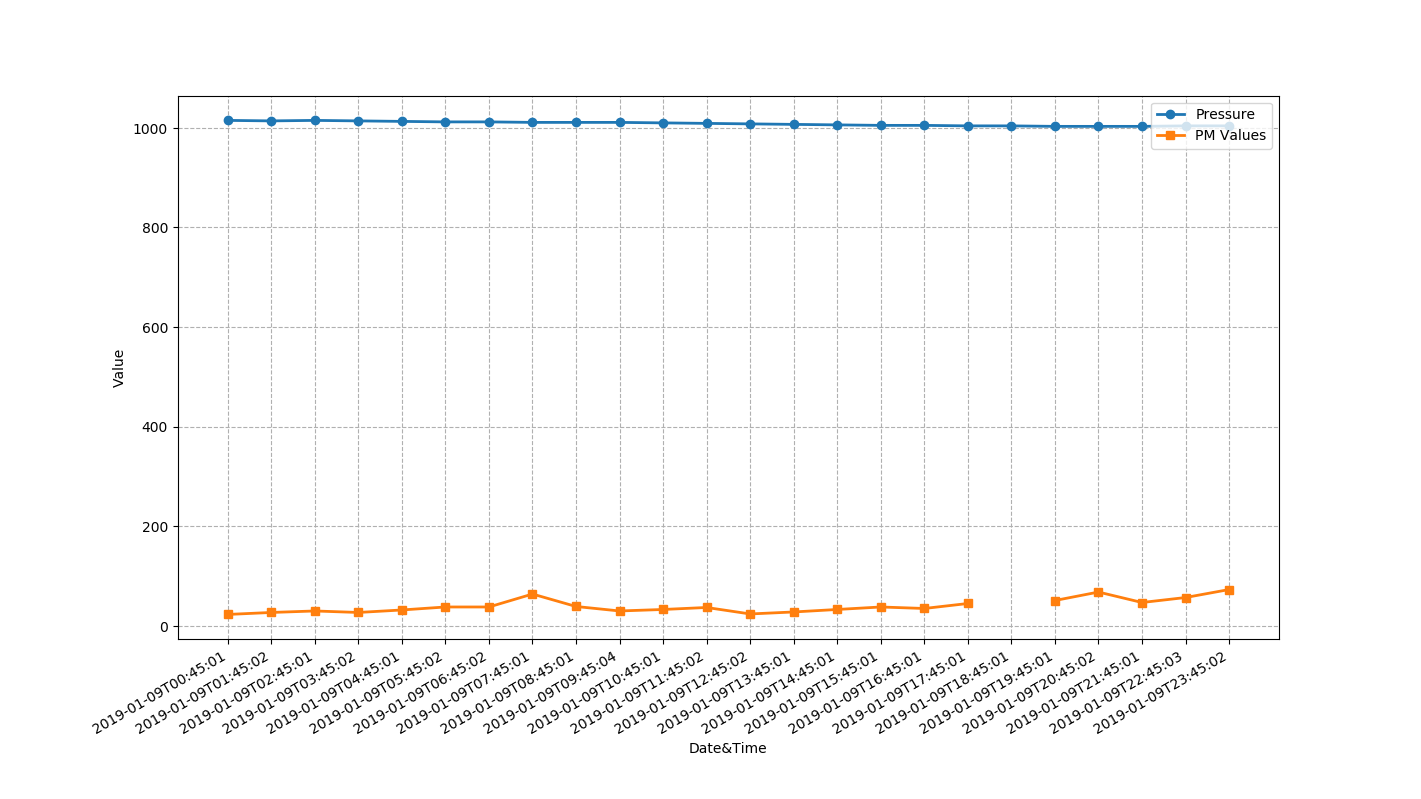 Pressure
PM Values
1000
800
600
400
200
0
Value
2019-01-09T00:45:01
2019-01-09T01:45:02
2019-01-09T02:45:01
2019-01-09T03:45:02
2019-01-09T04:45:01
2019-01-09T05:45:02
2019-01-09T06:45:02
2019-01-09T07:45:01
2019-01-09T08:45:01
2019-01-09T09:45:04
2019-01-09T10:45:01
2019-01-09T11:45:02
2019-01-09T12:45:02
2019-01-09T13:45:01
2019-01-09T14:45:01
2019-01-09T15:45:01
2019-01-09T16:45:01
2019-01-09T17:45:01
2019-01-09T18:45:01
2019-01-09T19:45:01
2019-01-09T20:45:02
2019-01-09T21:45:01
2019-01-09T22:45:03
2019-01-09T23:45:02
Date&Time